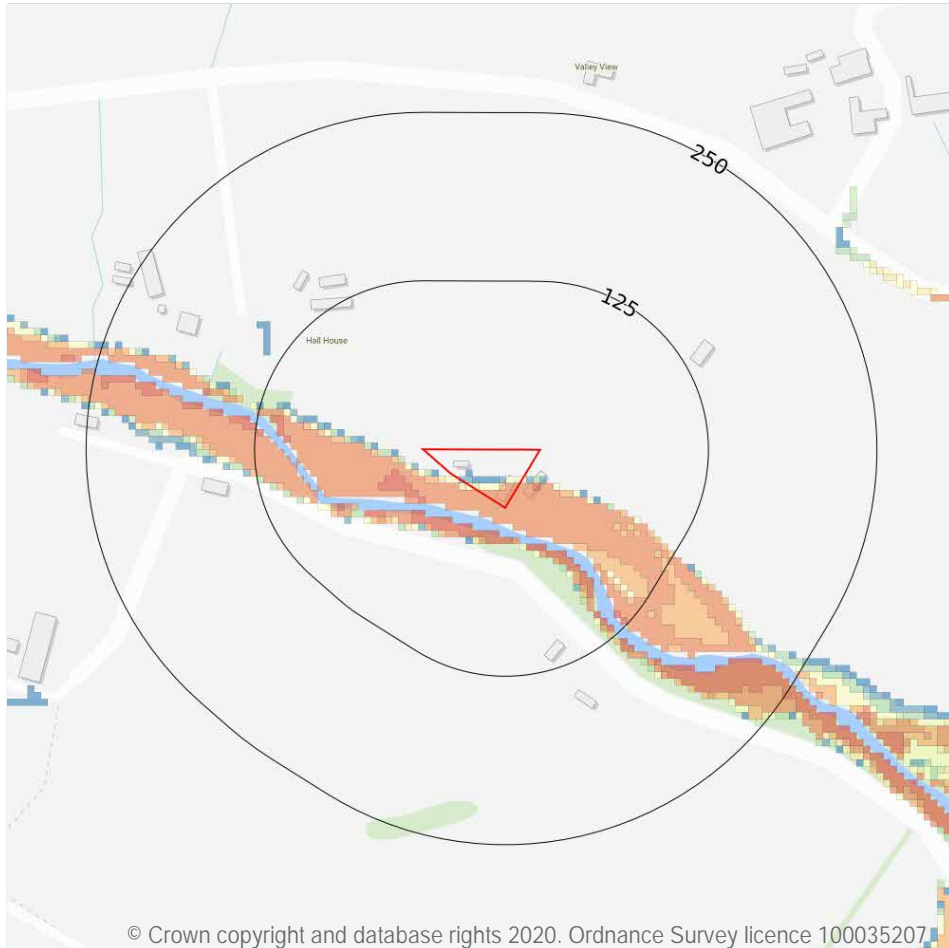 Valley View
250
125
Hall House
© Crown copyright and database rights 2020. Ordnance Survey licence 100035207.